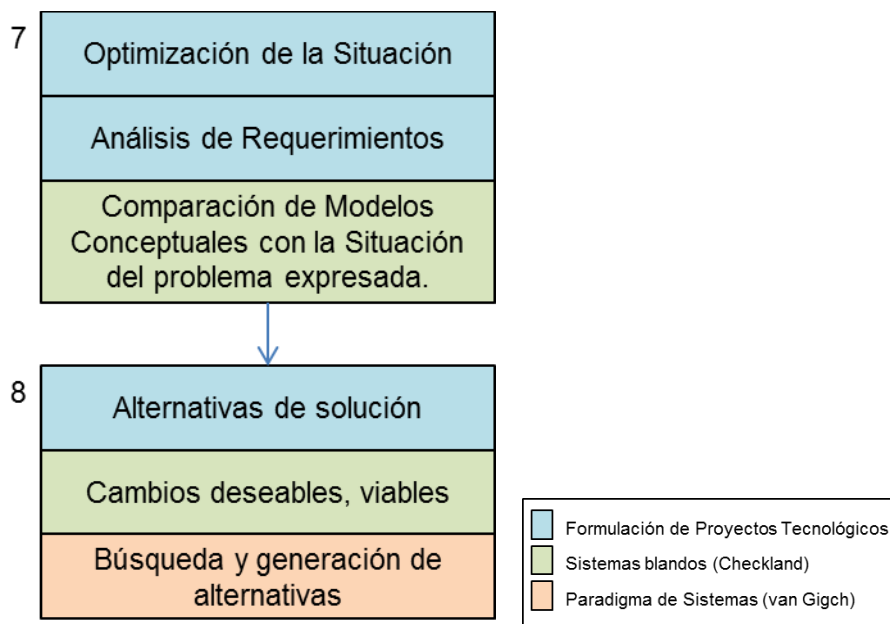 7
Optimización de la Situación
Análisis de Requerimientos
Comparación de Modelos
Conceptuales con la Situación
del problema expresada.
8
Alternativas de solución
Cambios deseables, viables
Búsqueda y generación de
alternativas
Formulación de Proyectos Tecnológicos
Sistemas blandos (Checkland)
Paradigma de Sistemas (van Gigch)